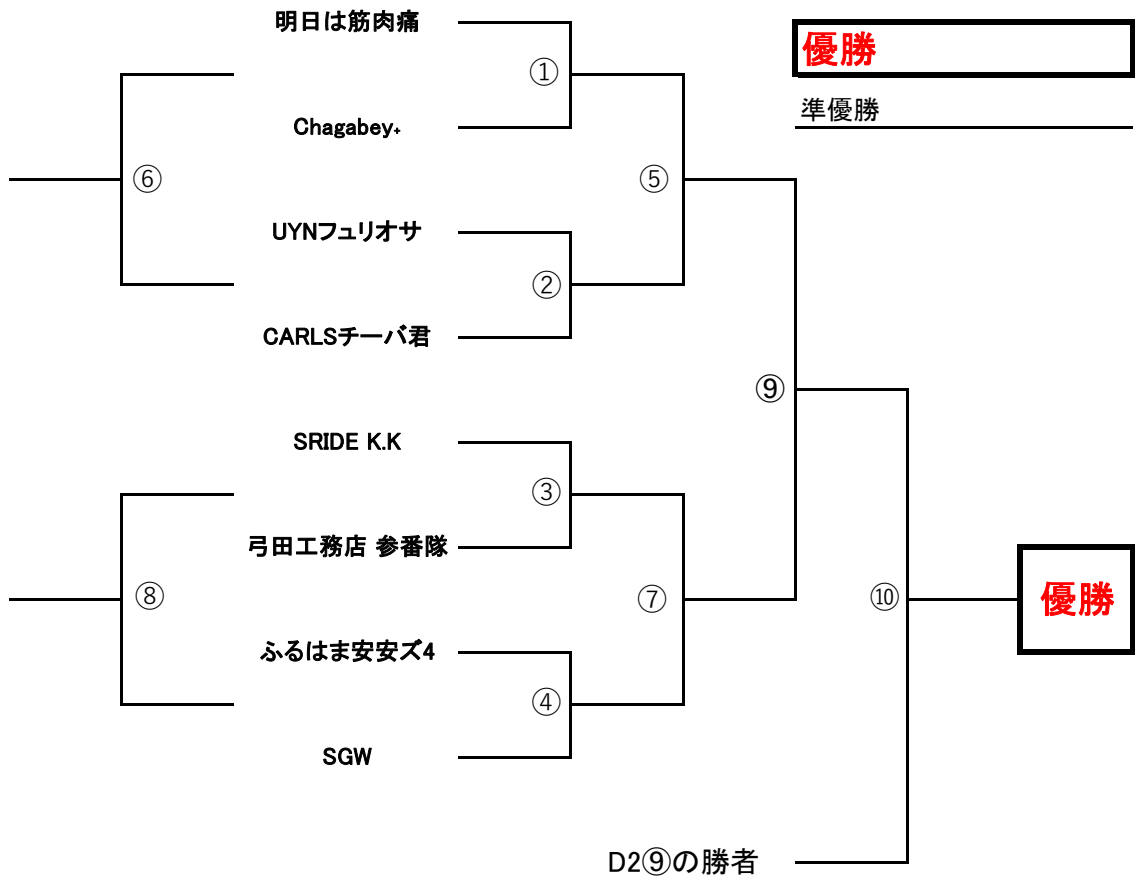 明日は筋肉痛
優勝
①
準優勝
Chagabey+
⑥
⑤
UYNフュリオサ
②
CARLSチーバ君
⑨
SRIDE K.K
③
弓田工務店 参番隊
⑧
⑦
⑩
優勝
ふるはま安安ズ4
④
SGW
D2⑨の勝者